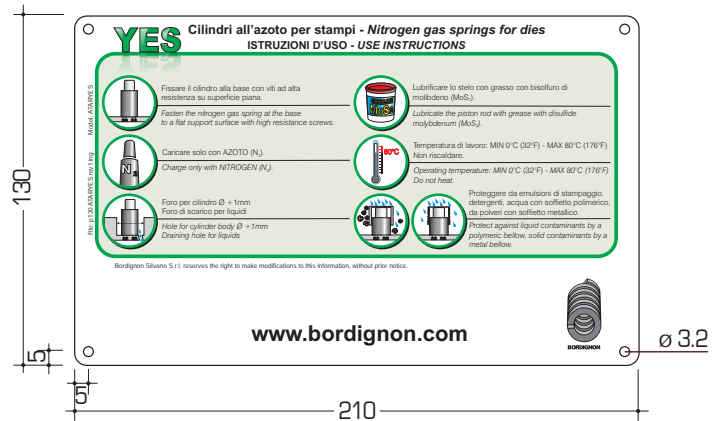 YES
Cilindri all'azoto per stampi - Nitrogen gas springs for dies
ISTRUZIONI D'USO - USE INSTRUCTIONS
Fissare il cilindro alla base con viti ad alta
resistenza su superficie piana.
Fasten the nitrogen gas spring at the base
to a flat support surface with high resistance screws.
N₂
Caricare solo con AZOTO (N₂).
Charge only with NITROGEN (N₂).
Foro per cilindro Ø +1mm
Foro di scarico per liquidi
Hole for cylinder body Ø +1mm
Draining hole for liquids
MoS₂
Lubrificare lo stelo con grasso con bisolfuro di
molibdeno (MoS₂).
Lubricate the piston rod with grease with disulfide
molybdenum (MoS₂).
80°C
Temperatura di lavoro: MIN 0°C (32°F) - MAX 80°C (176°F)
Non riscaldare.
Operating temperature: MIN 0°C (32°F) - MAX 80°C (176°F)
Do not heat.
Proteggere da emulsioni di stampaggio,
detergenti, acqua con soffietto polimerico,
da polveri con soffietto metallico.
Protect against liquid contaminants by a
polymeric bellow, solid contaminants by a
metal bellow.
File: p120 ATARYES rev1 ing
Model: ATARYES
Bordignon Silvano S.r.l. reserves the right to make modifications to this information, without prior notice.
www.bordignon.com
BORDIGNON
130
5
5
210
ø 3.2